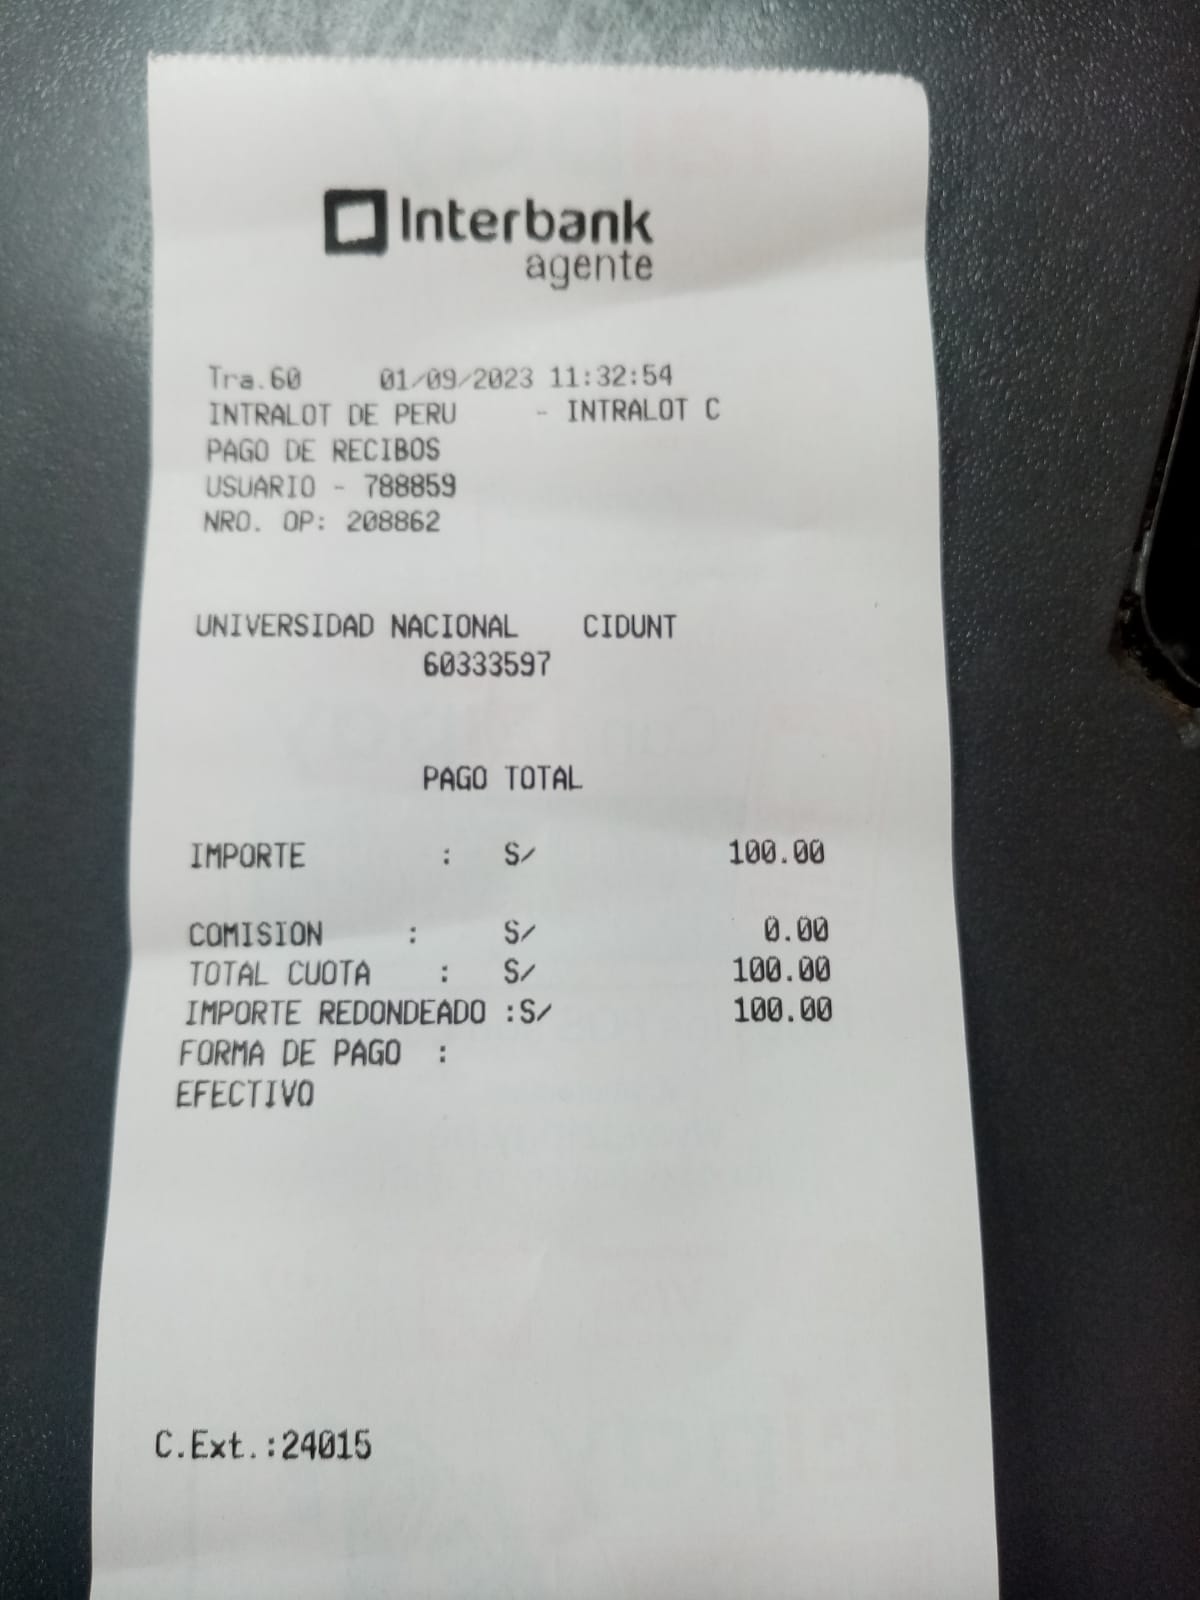 Interbank
agente
Tra.60 01/09/2023 11:32:54
INTRALOT DE PERU - INTRALOT C
PAGO DE RECIBOS
USUARIO - 788859
NRO. OP: 208862
UNIVERSIDAD NACIONAL CIDUNT
60333597
PAGO TOTAL
IMPORTE : S/ 100.00
COMISION : S/ 0.00
TOTAL CUOTA : S/ 100.00
IMPORTE REDONDEADO :S/ 100.00
FORMA DE PAGO :
EFECTIVO
C.Ext.:24015